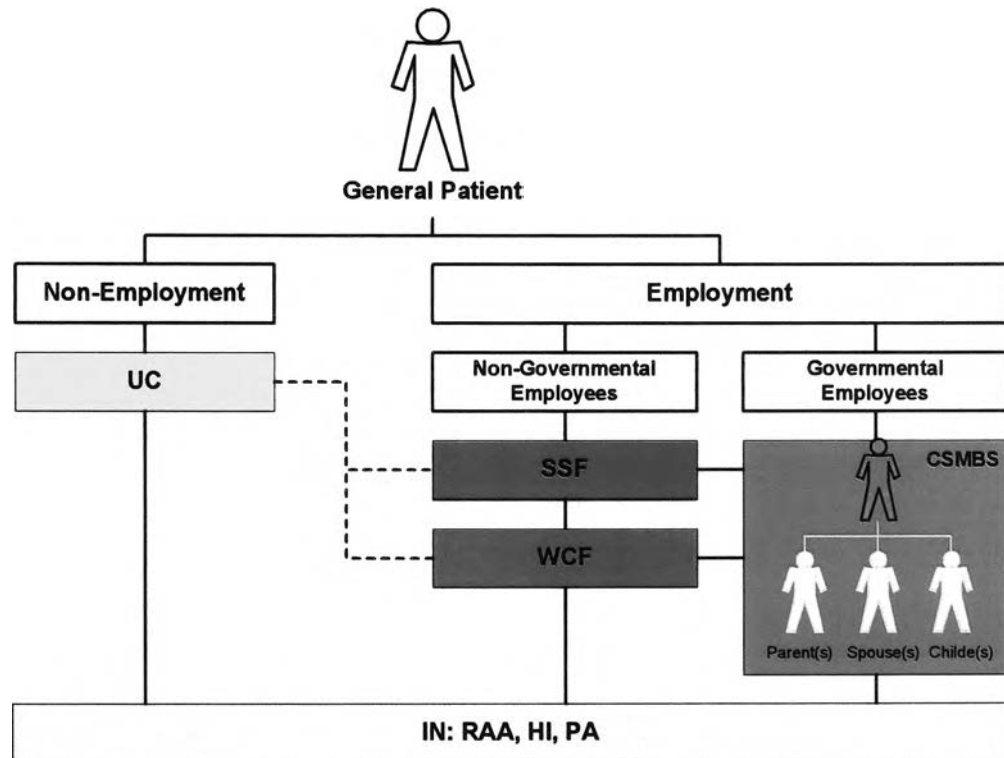 General Patient
Non-Employment
Employment
UC
Non-Governmental
Employees
Governmental
Employees
SSF
CSMBS
WCF
Parent(s) Spouse(s) Childe(s)
IN: RAA, HI, PA